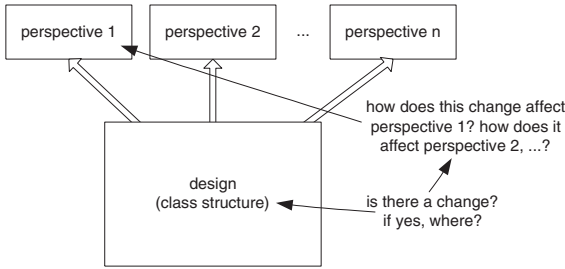 perspective 1
perspective 2
...
perspective n
how does this change affect
perspective 1? how does it
affect perspective 2, ...?
design
(class structure)
is there a change?
if yes, where?